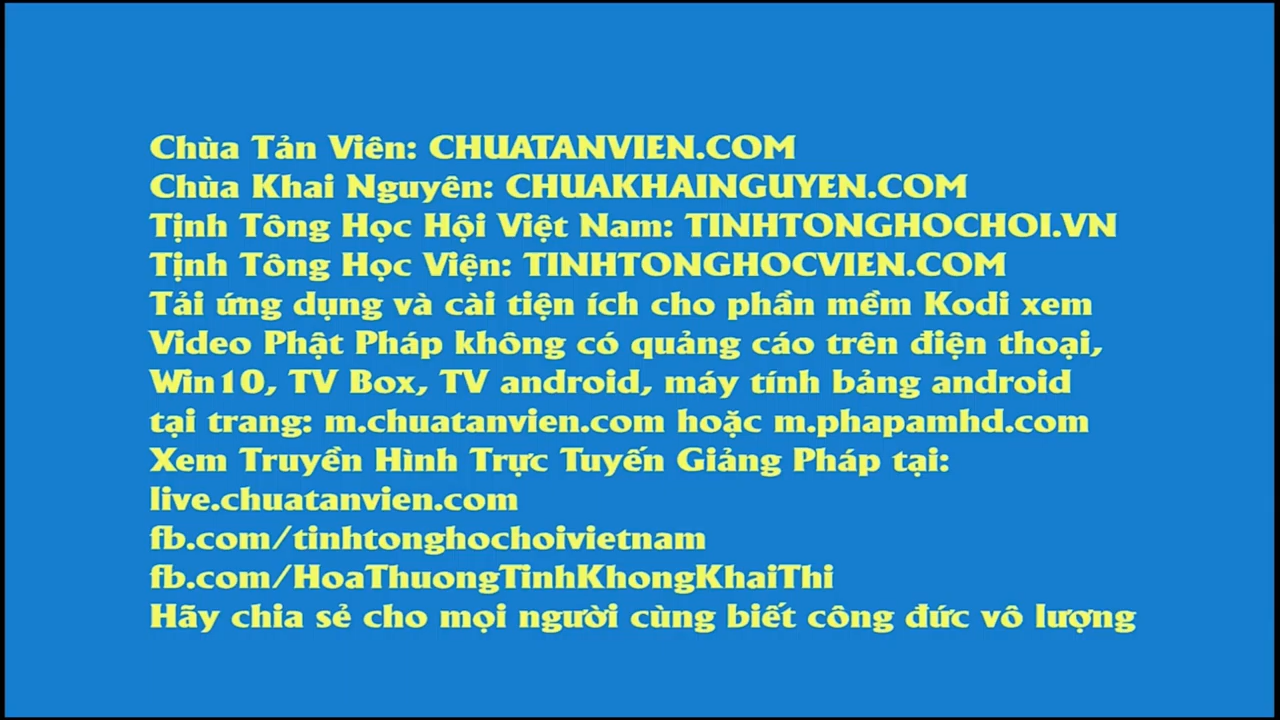 Chùa Tản Viên: CHUATANVIEN.COM
Chùa Khai Nguyên: CHUAKHAINGUYEN.COM
Tịnh Tông Học Hội Việt Nam: TINHTONGHOCHOI.VN
Tịnh Tông Học Viện: TINHTONGHOCVIEN.COM
Tải ứng dụng và cài tiện ích cho phần mềm Kodi xem
Video Phật Pháp không có quảng cáo trên điện thoại,
Win10, TV Box, TV android, máy tính bảng android
tại trang: m.chuatanvien.com hoặc m.phapamhd.com
Xem Truyền Hình Trực Tuyến Giảng Pháp tại:
live.chuatanvien.com
fb.com/tinhtonghochoivietnam
fb.com/HoaThuongTinhKhongKhaiThi
Hãy chia sẻ cho mọi người cùng biết công đức vô lượng